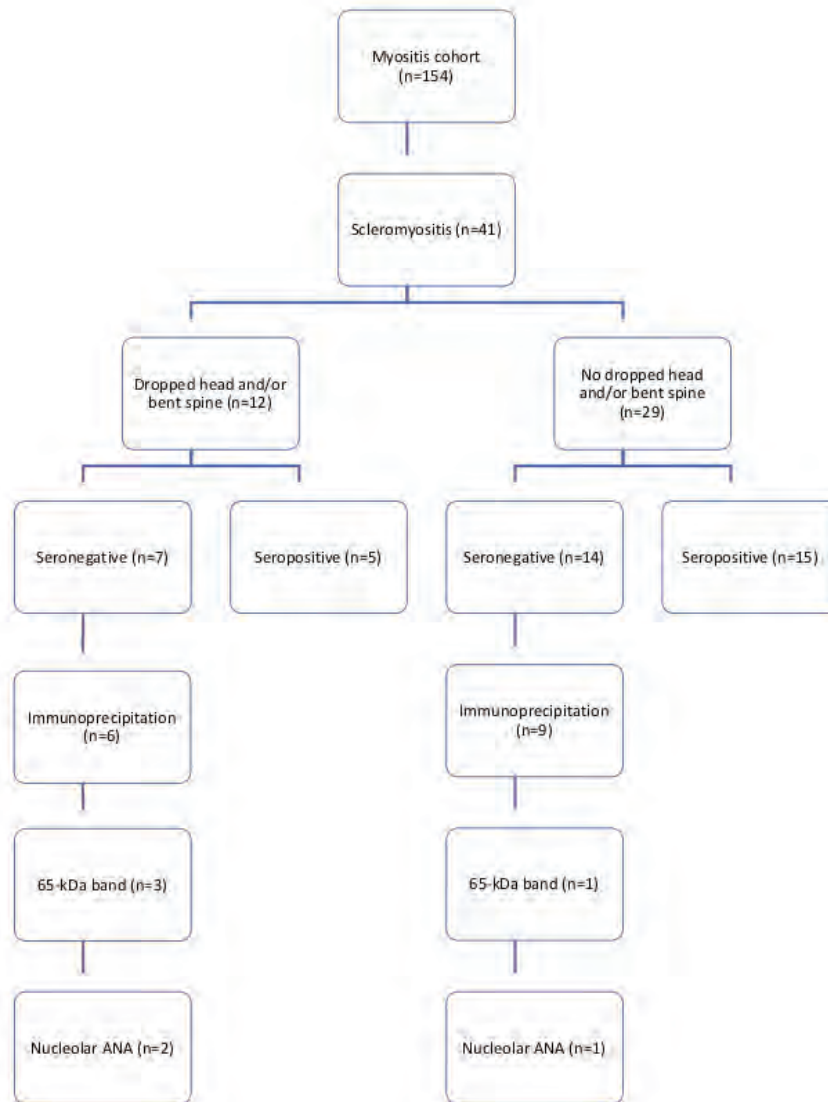 Myositis cohort
(n=154)
Scleromyositis (n=41)
Dropped head and/or
bent spine (n=12)
No dropped head
and/or bent spine
(n=29)
Seronegative (n=7)
Seropositive (n=5)
Seronegative (n=14)
Seropositive (n=15)
Immunoprecipitation
(n=6)
Immunoprecipitation
(n=9)
65-kDa band (n=3)
65-kDa band (n=1)
Nucleolar ANA (n=2)
Nucleolar ANA (n=1)